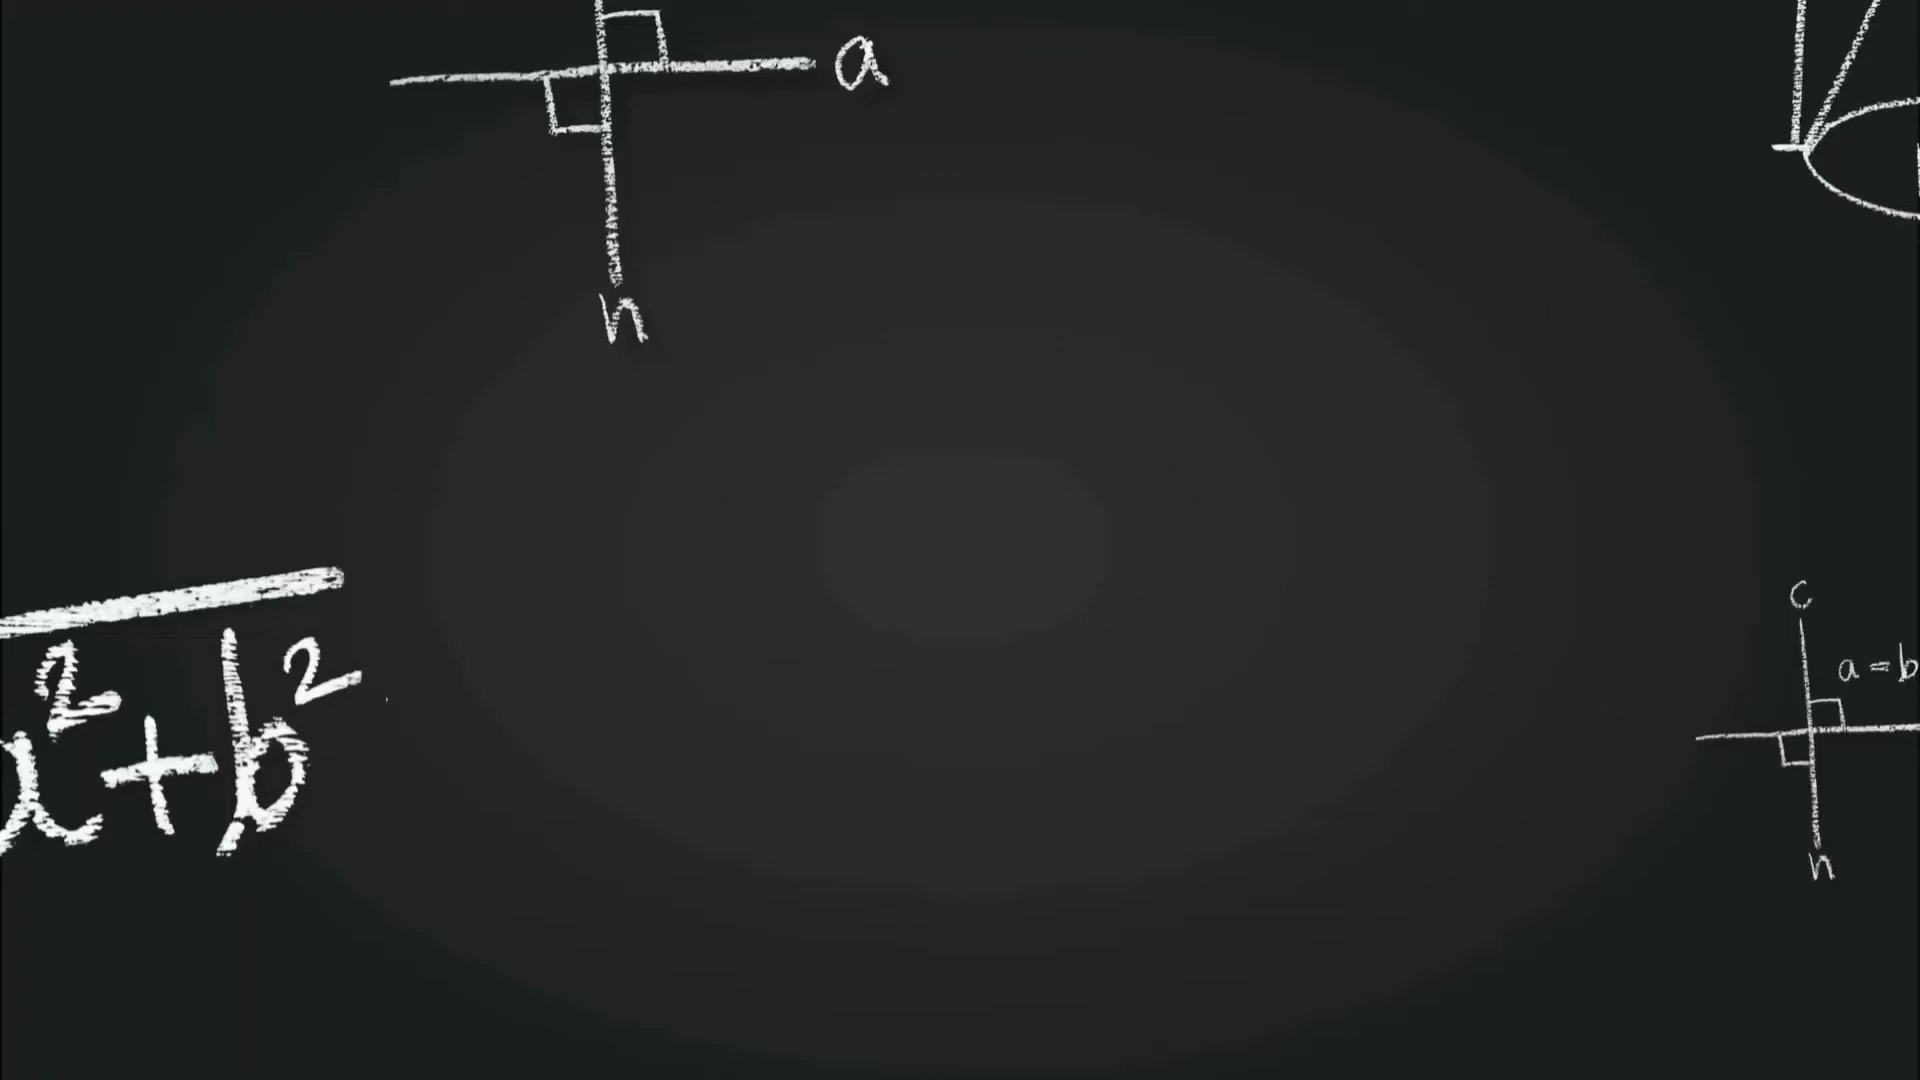 a
n
c
a = b
a² + b²
n